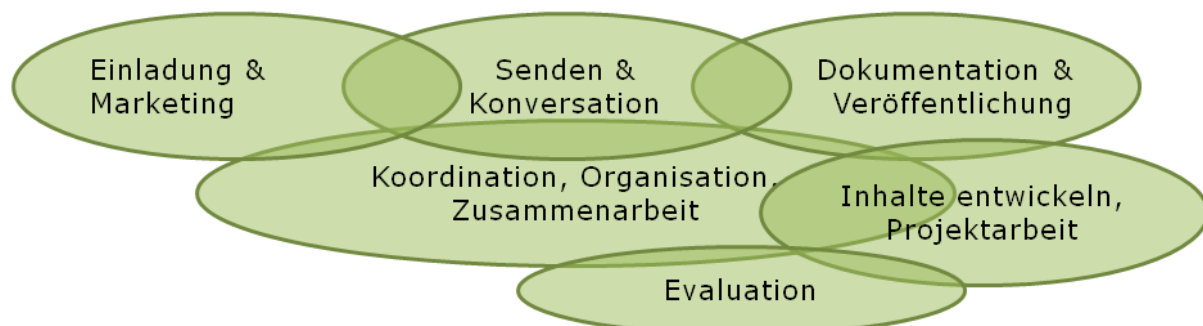 Einladung &
Marketing
Senden &
Konversation
Dokumentation &
Veröffentlichung
Koordination, Organisation,
Zusammenarbeit
Inhalte entwickeln,
Projektarbeit
Evaluation